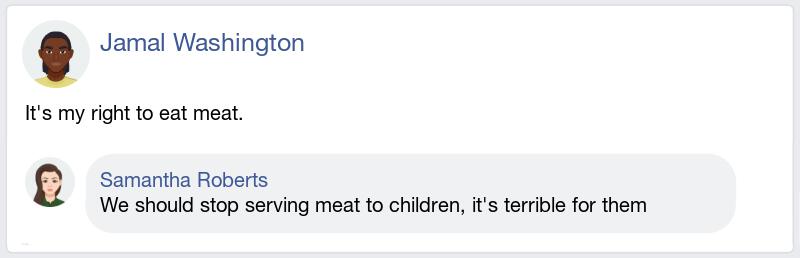 Jamal Washington
It's my right to eat meat.
Samantha Roberts
We should stop serving meat to children, it's terrible for them